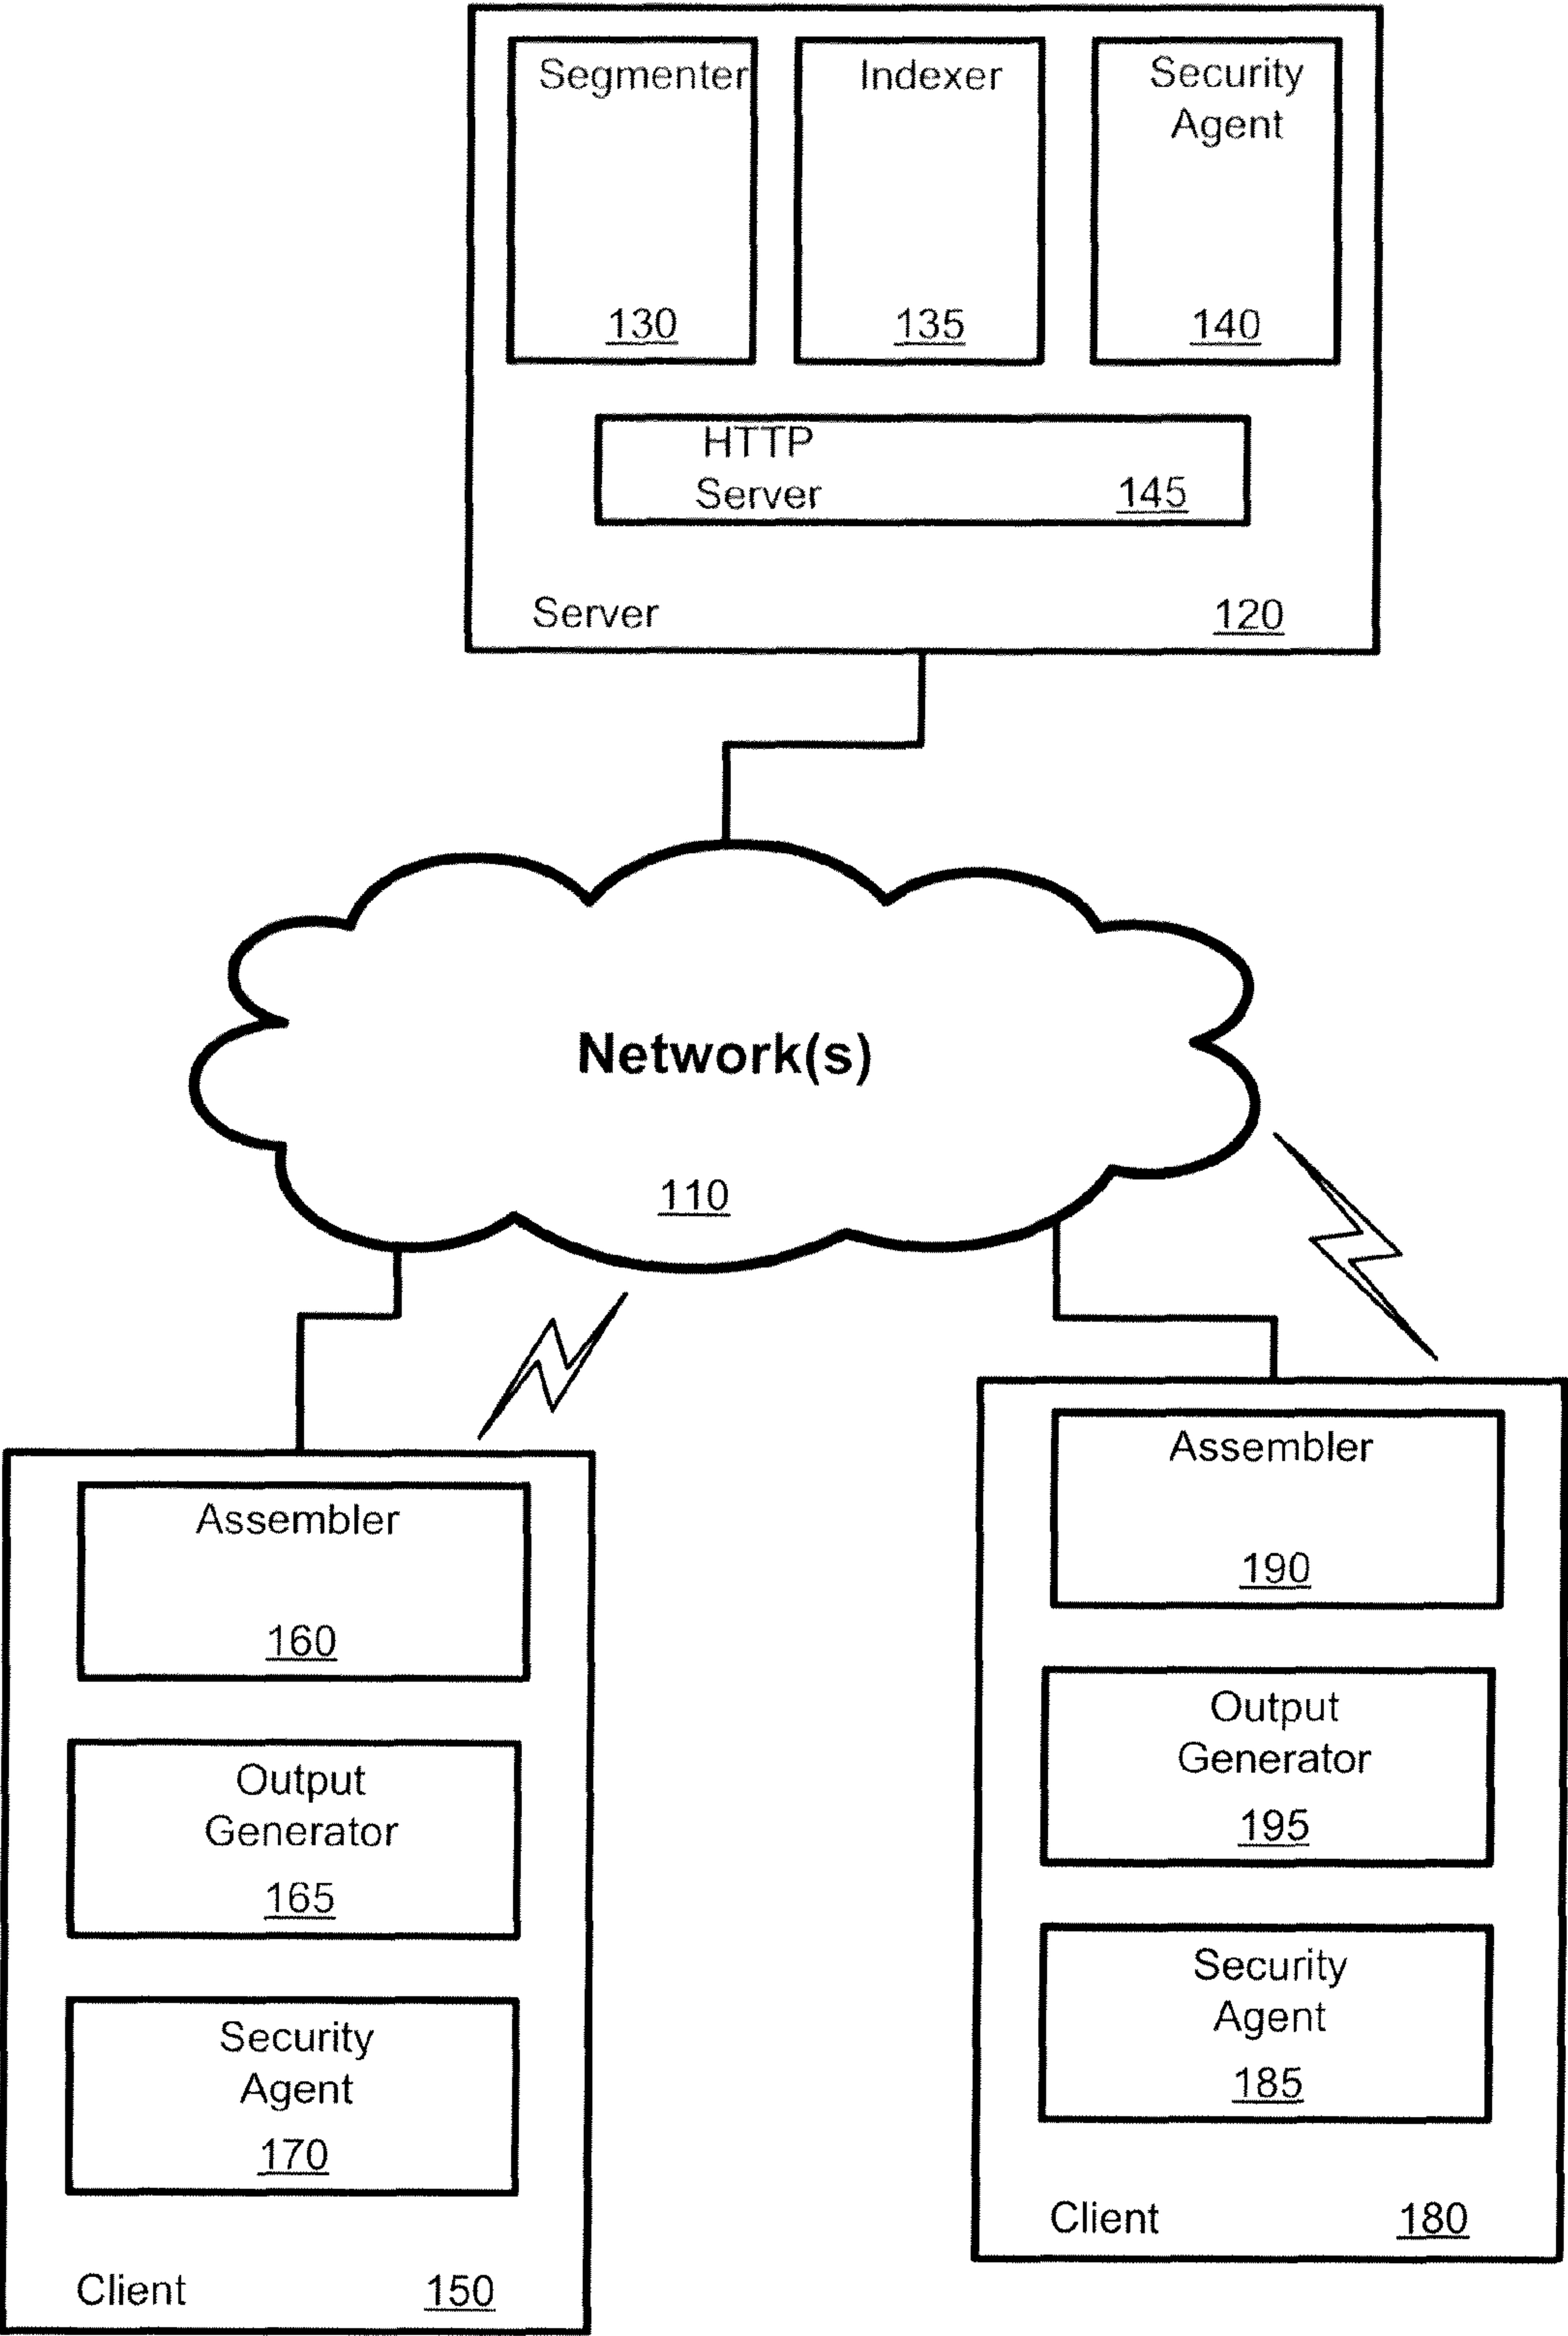 Segmenter
130
Indexer
135
Security
Agent
140
HTTP
Server
145
Server
120
Network(s)
110
Assembler
160
Output
Generator
165
Security
Agent
170
Client
150
Assembler
190
Output
Generator
195
Security
Agent
185
Client
180